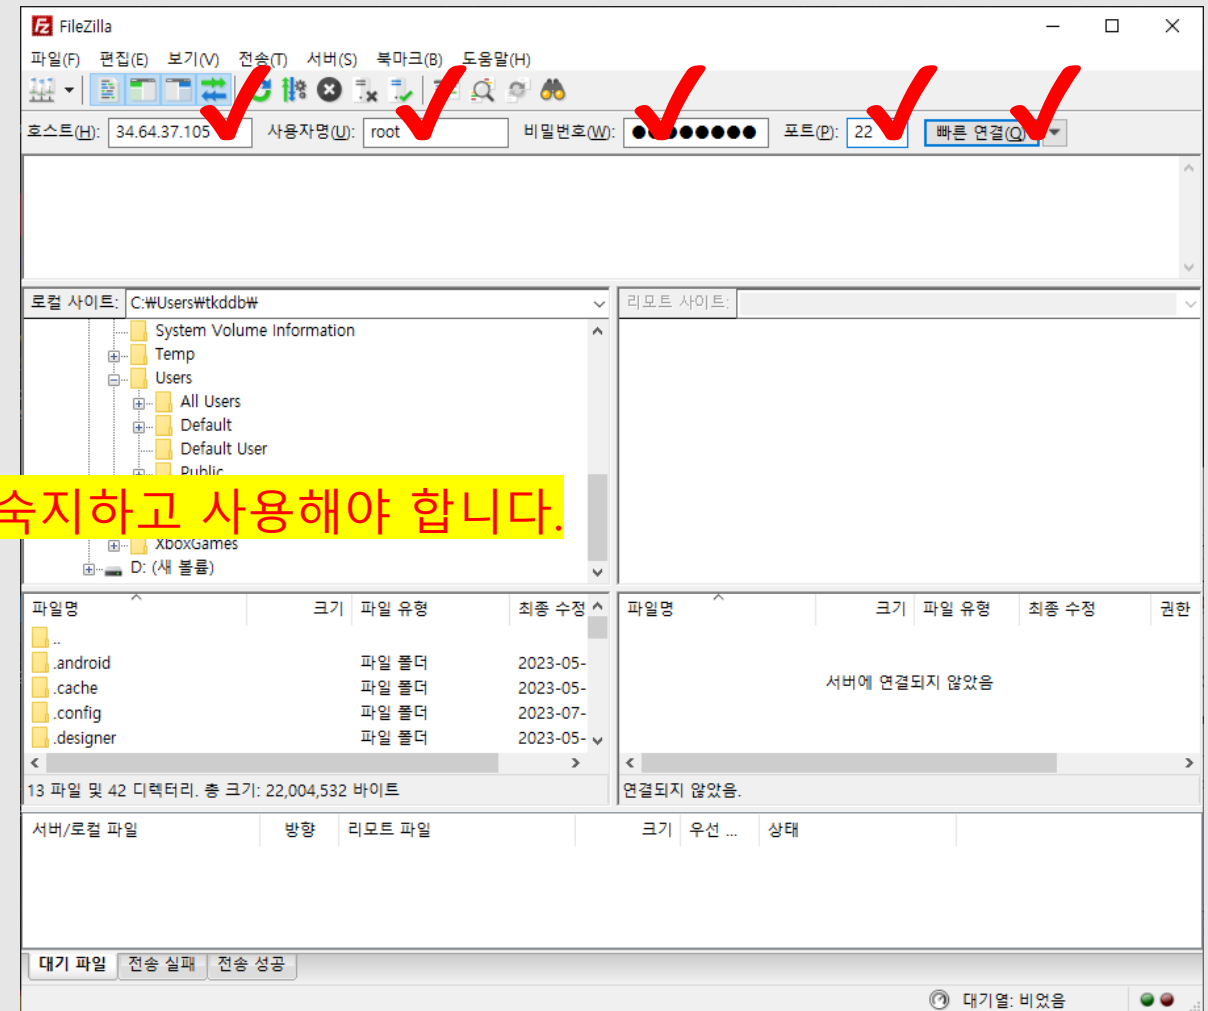 FileZilla
파일(F) 편집(E) 보기(V) 전송(T) 서버(S) 북마크(B) 도움말(H)
호스트(H): 34.64.37.105 사용자명(U): root 비밀번호(W): ●●●●●●●● 포트(P): 22 빠른 연결(Q)
로컬 사이트: C:₩Users₩tkddb₩
리모트 사이트:
System Volume Information
Temp
Users
All Users
Default
Default User
Public
숙지하고 사용해야 합니다.
XboxGames
D: (새 볼륨)
파일명 크기 파일 유형 최종 수정
..
.android 파일 폴더 2023-05-
.cache 파일 폴더 2023-05-
.config 파일 폴더 2023-07-
.designer 파일 폴더 2023-05-
13 파일 및 42 디렉터리. 총 크기: 22,004,532 바이트
파일명 크기 파일 유형 최종 수정 권한
서버에 연결되지 않았음
연결되지 않았음.
서버/로컬 파일 방향 리모트 파일 크기 우선 ... 상태
대기 파일 전송 실패 전송 성공
대기열: 비었음